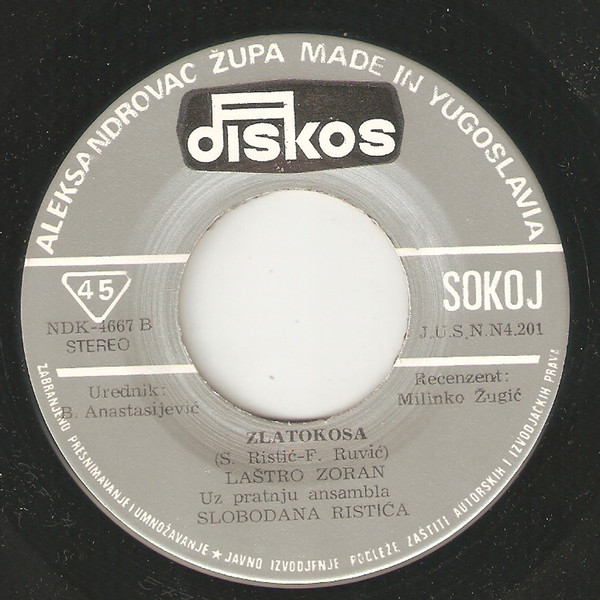 ALEKSANDROVAC ŽUPA MADE IN YUGOSLAVIA
diskos
45
SOKOJ
NDK-4667 B
J.U.S.N.N4.201
STEREO
Urednik:
B. Anastasijević
Recenzent:
Milinko Žugić
ZLATOKOSA
(S. Ristić-F. Ruvić)
LAŠTRO ZORAN
Uz pratnju ansambla
SLOBODANA RISTIĆA
ZABRANJENO PRESNIMAVANJE I UMNOŽAVANJE ★ JAVNO IZVODJENJE PODLEŽE ZAŠTITI AUTORSKIH I IZVODJAČKIH PRAVA